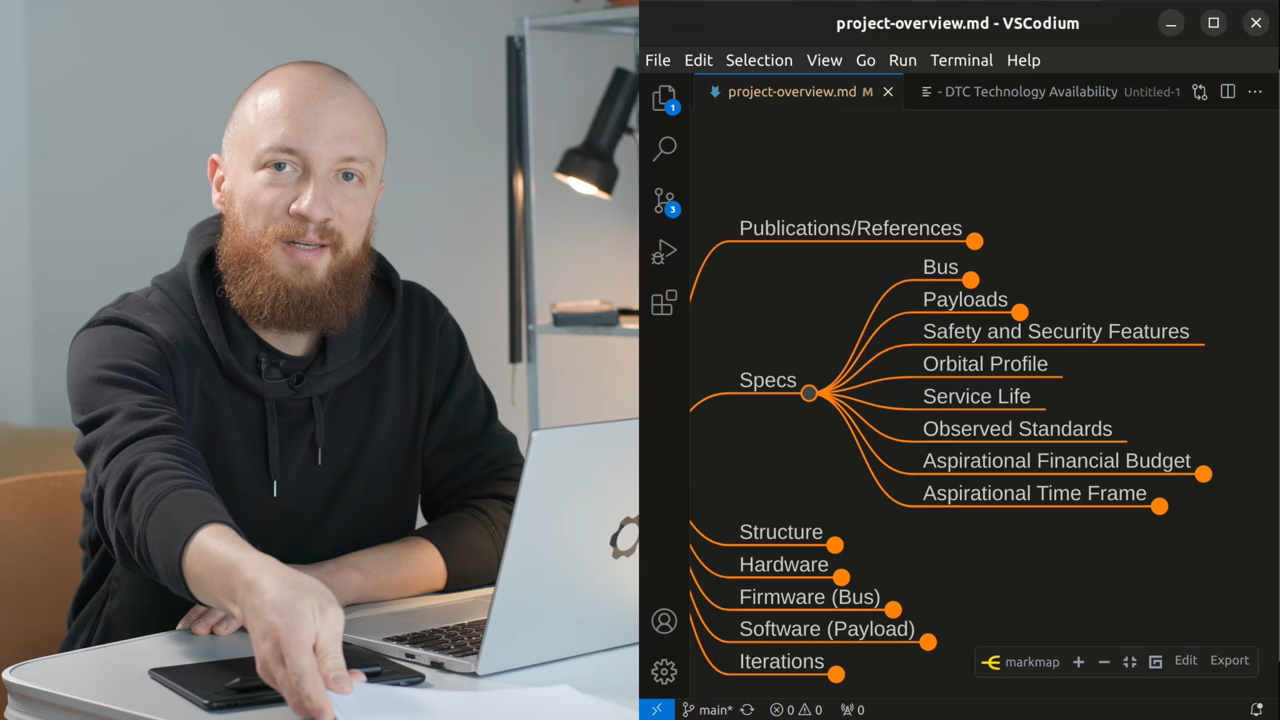 project-overview.md - VSCodium
File Edit Selection View Go Run Terminal Help
1 project-overview.md M - DTC Technology Availability Untitled-1
3
Publications/References
Bus
Payloads
Safety and Security Features
Orbital Profile
Specs
Service Life
Observed Standards
Aspirational Financial Budget
Aspirational Time Frame
Structure
Hardware
Firmware (Bus)
Software (Payload)
Iterations
markmap + − Edit Export
main* 0 0 0